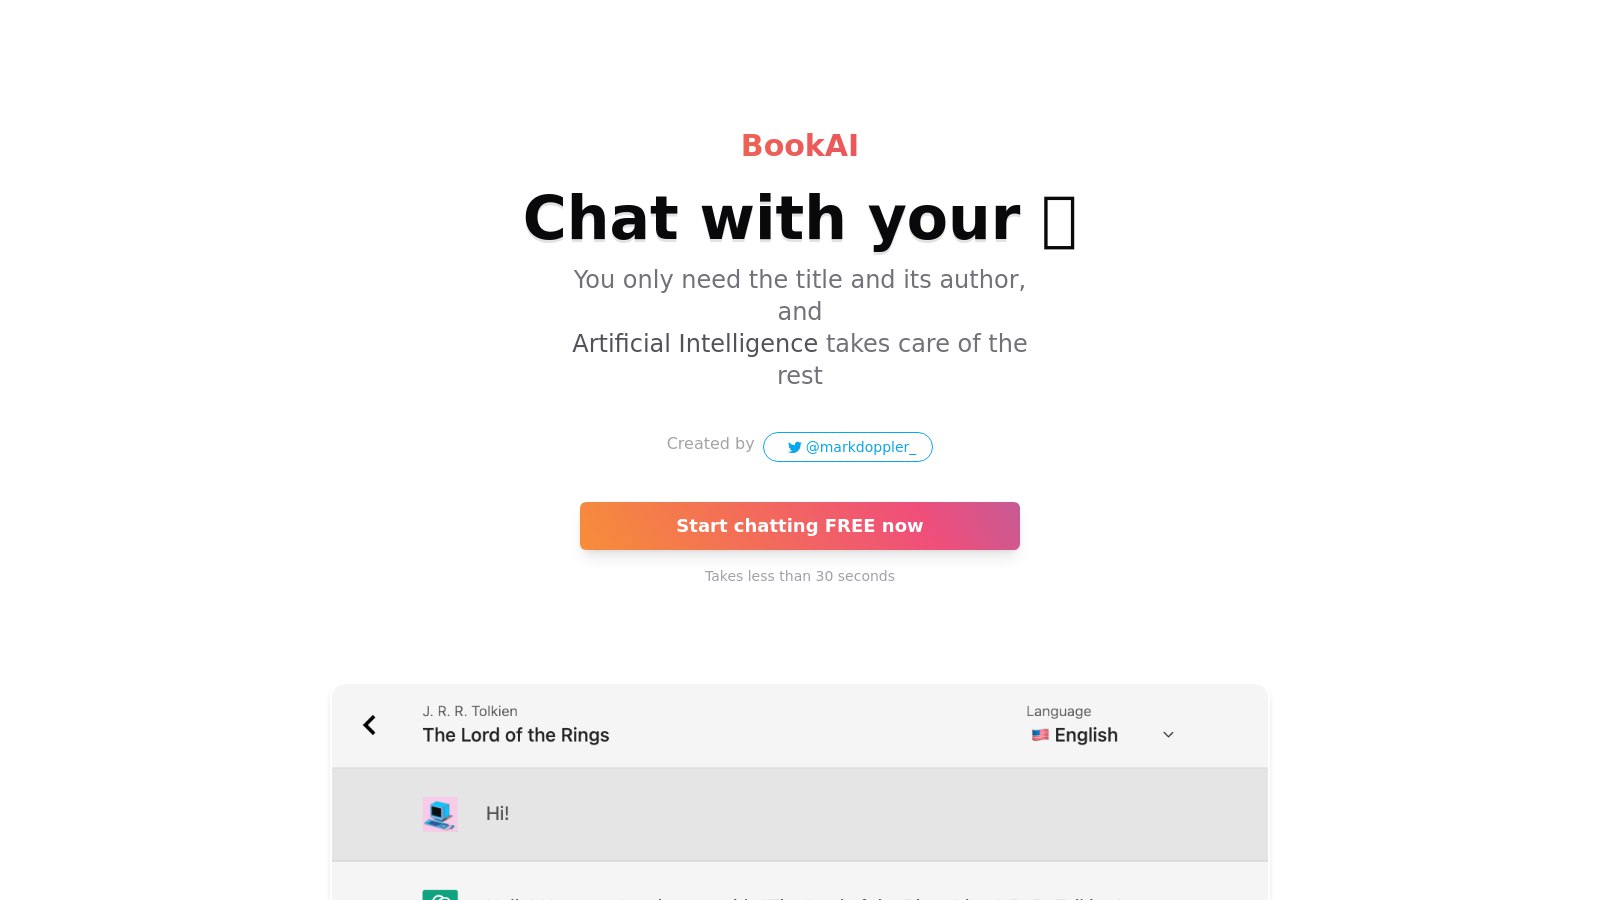 BookAI
Chat with your
You only need the title and its author,
and
Artificial Intelligence takes care of the
rest
Created by @markdoppler_
Start chatting FREE now
Takes less than 30 seconds
J. R. R. Tolkien
The Lord of the Rings
Language
English
Hi!